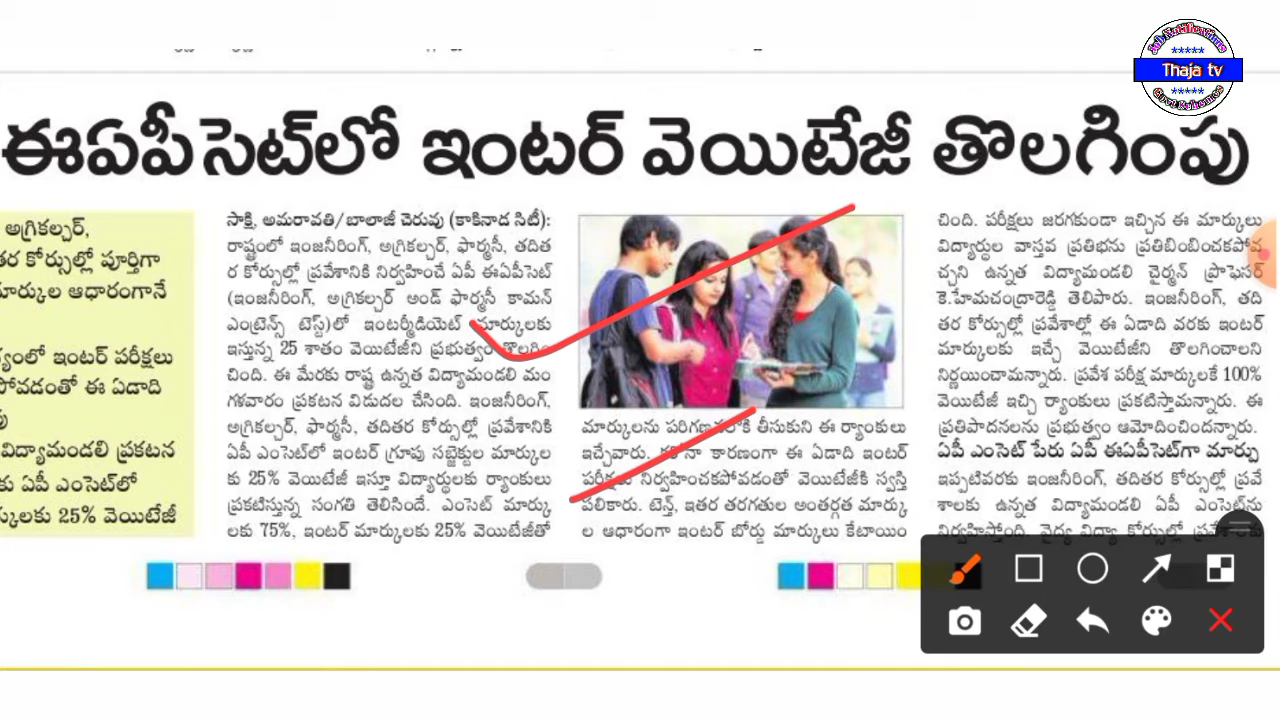 Job Notifications
*****
Thaja tv
*****
Govt Schemes
ఈఏపీసెట్‌లో ఇంటర్ వెయిటేజీ తొలగింపు
అగ్రికల్చర్,
తర కోర్సుల్లో పూర్తిగా
మార్కుల ఆధారంగానే
ఇంటర్ పరీక్షలు
పోవడంతో ఈ ఏడాది
విద్యామండలి ప్రకటన
కు ఏపీ ఎంసెట్‌లో
ర్కులకు 25% వెయిటేజీ
సాక్షి, అమరావతి/బాలాజీ చెరువు (కాకినాడ సిటీ):
రాష్ట్రంలో ఇంజనీరింగ్, అగ్రికల్చర్, ఫార్మసీ, తదిత
ర కోర్సుల్లో ప్రవేశానికి నిర్వహించే ఏపీ ఈఏపీసెట్
(ఇంజనీరింగ్, అగ్రికల్చర్ అండ్ ఫార్మసీ కామన్
ఎంట్రెన్స్ టెస్ట్)లో ఇంటర్మీడియెట్ మార్కులకు
ఇస్తున్న 25 శాతం వెయిటేజీని ప్రభుత్వం తొలగిం
చింది. ఈ మేరకు రాష్ట్ర ఉన్నత విద్యామండలి మం
గళవారం ప్రకటన విడుదల చేసింది. ఇంజనీరింగ్,
అగ్రికల్చర్, ఫార్మసీ, తదితర కోర్సుల్లో ప్రవేశానికి
ఏపీ ఎంసెట్‌లో ఇంటర్ గ్రూపు సబ్జెక్టుల మార్కుల
కు 25% వెయిటేజీ ఇస్తూ విద్యార్థులకు ర్యాంకులు
ప్రకటిస్తున్న సంగతి తెలిసిందే. ఎంసెట్ మార్కు
లకు 75%, ఇంటర్ మార్కులకు 25% వెయిటేజీతో
మార్కులను పరిగణనలోకి తీసుకుని ఈ ర్యాంకులు
ఇచ్చేవారు. కరోనా కారణంగా ఈ ఏడాది ఇంటర్
పరీక్షలు నిర్వహించకపోవడంతో వెయిటేజీకి స్వస్తి
పలికారు. టెన్త్, ఇతర తరగతుల అంతర్గత మార్కు
ల ఆధారంగా ఇంటర్ బోర్డు మార్కులు కేటాయిం
చింది. పరీక్షలు జరగకుండా ఇచ్చిన ఈ మార్కులు
విద్యార్థుల వాస్తవ ప్రతిభను ప్రతిబింబించకపోవ
చ్చని ఉన్నత విద్యామండలి చైర్మన్ ప్రొఫెసర్
కె.హేమచంద్రారెడ్డి తెలిపారు. ఇంజనీరింగ్, తది
తర కోర్సుల్లో ప్రవేశాల్లో ఈ ఏడాది వరకు ఇంటర్
మార్కులకు ఇచ్చే వెయిటేజీని తొలగించాలని
నిర్ణయించామన్నారు. ప్రవేశ పరీక్ష మార్కులకే 100%
వెయిటేజీ ఇచ్చి ర్యాంకులు ప్రకటిస్తామన్నారు. ఈ
ప్రతిపాదనలను ప్రభుత్వం ఆమోదించిందన్నారు.
ఏపీ ఎంసెట్ పేరు ఏపీ ఈఏపీసెట్‌గా మార్పు
ఇప్పటివరకు ఇంజనీరింగ్, తదితర కోర్సుల్లో ప్రవే
శాలకు ఉన్నత విద్యామండలి ఏపీ ఎంసెట్‌ను
నిర్వహిస్తోంది. వైద్య విద్యా కోర్సుల్లో ప్రవేశాలకు